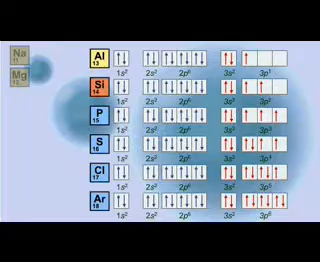 Na
11
Mg
12
Al
13
1s² 2s² 2p⁶ 3s² 3p¹
Si
14
1s² 2s² 2p⁶ 3s² 3p²
P
15
1s² 2s² 2p⁶ 3s² 3p³
S
16
1s² 2s² 2p⁶ 3s² 3p⁴
Cl
17
1s² 2s² 2p⁶ 3s² 3p⁵
Ar
18
1s² 2s² 2p⁶ 3s² 3p⁶